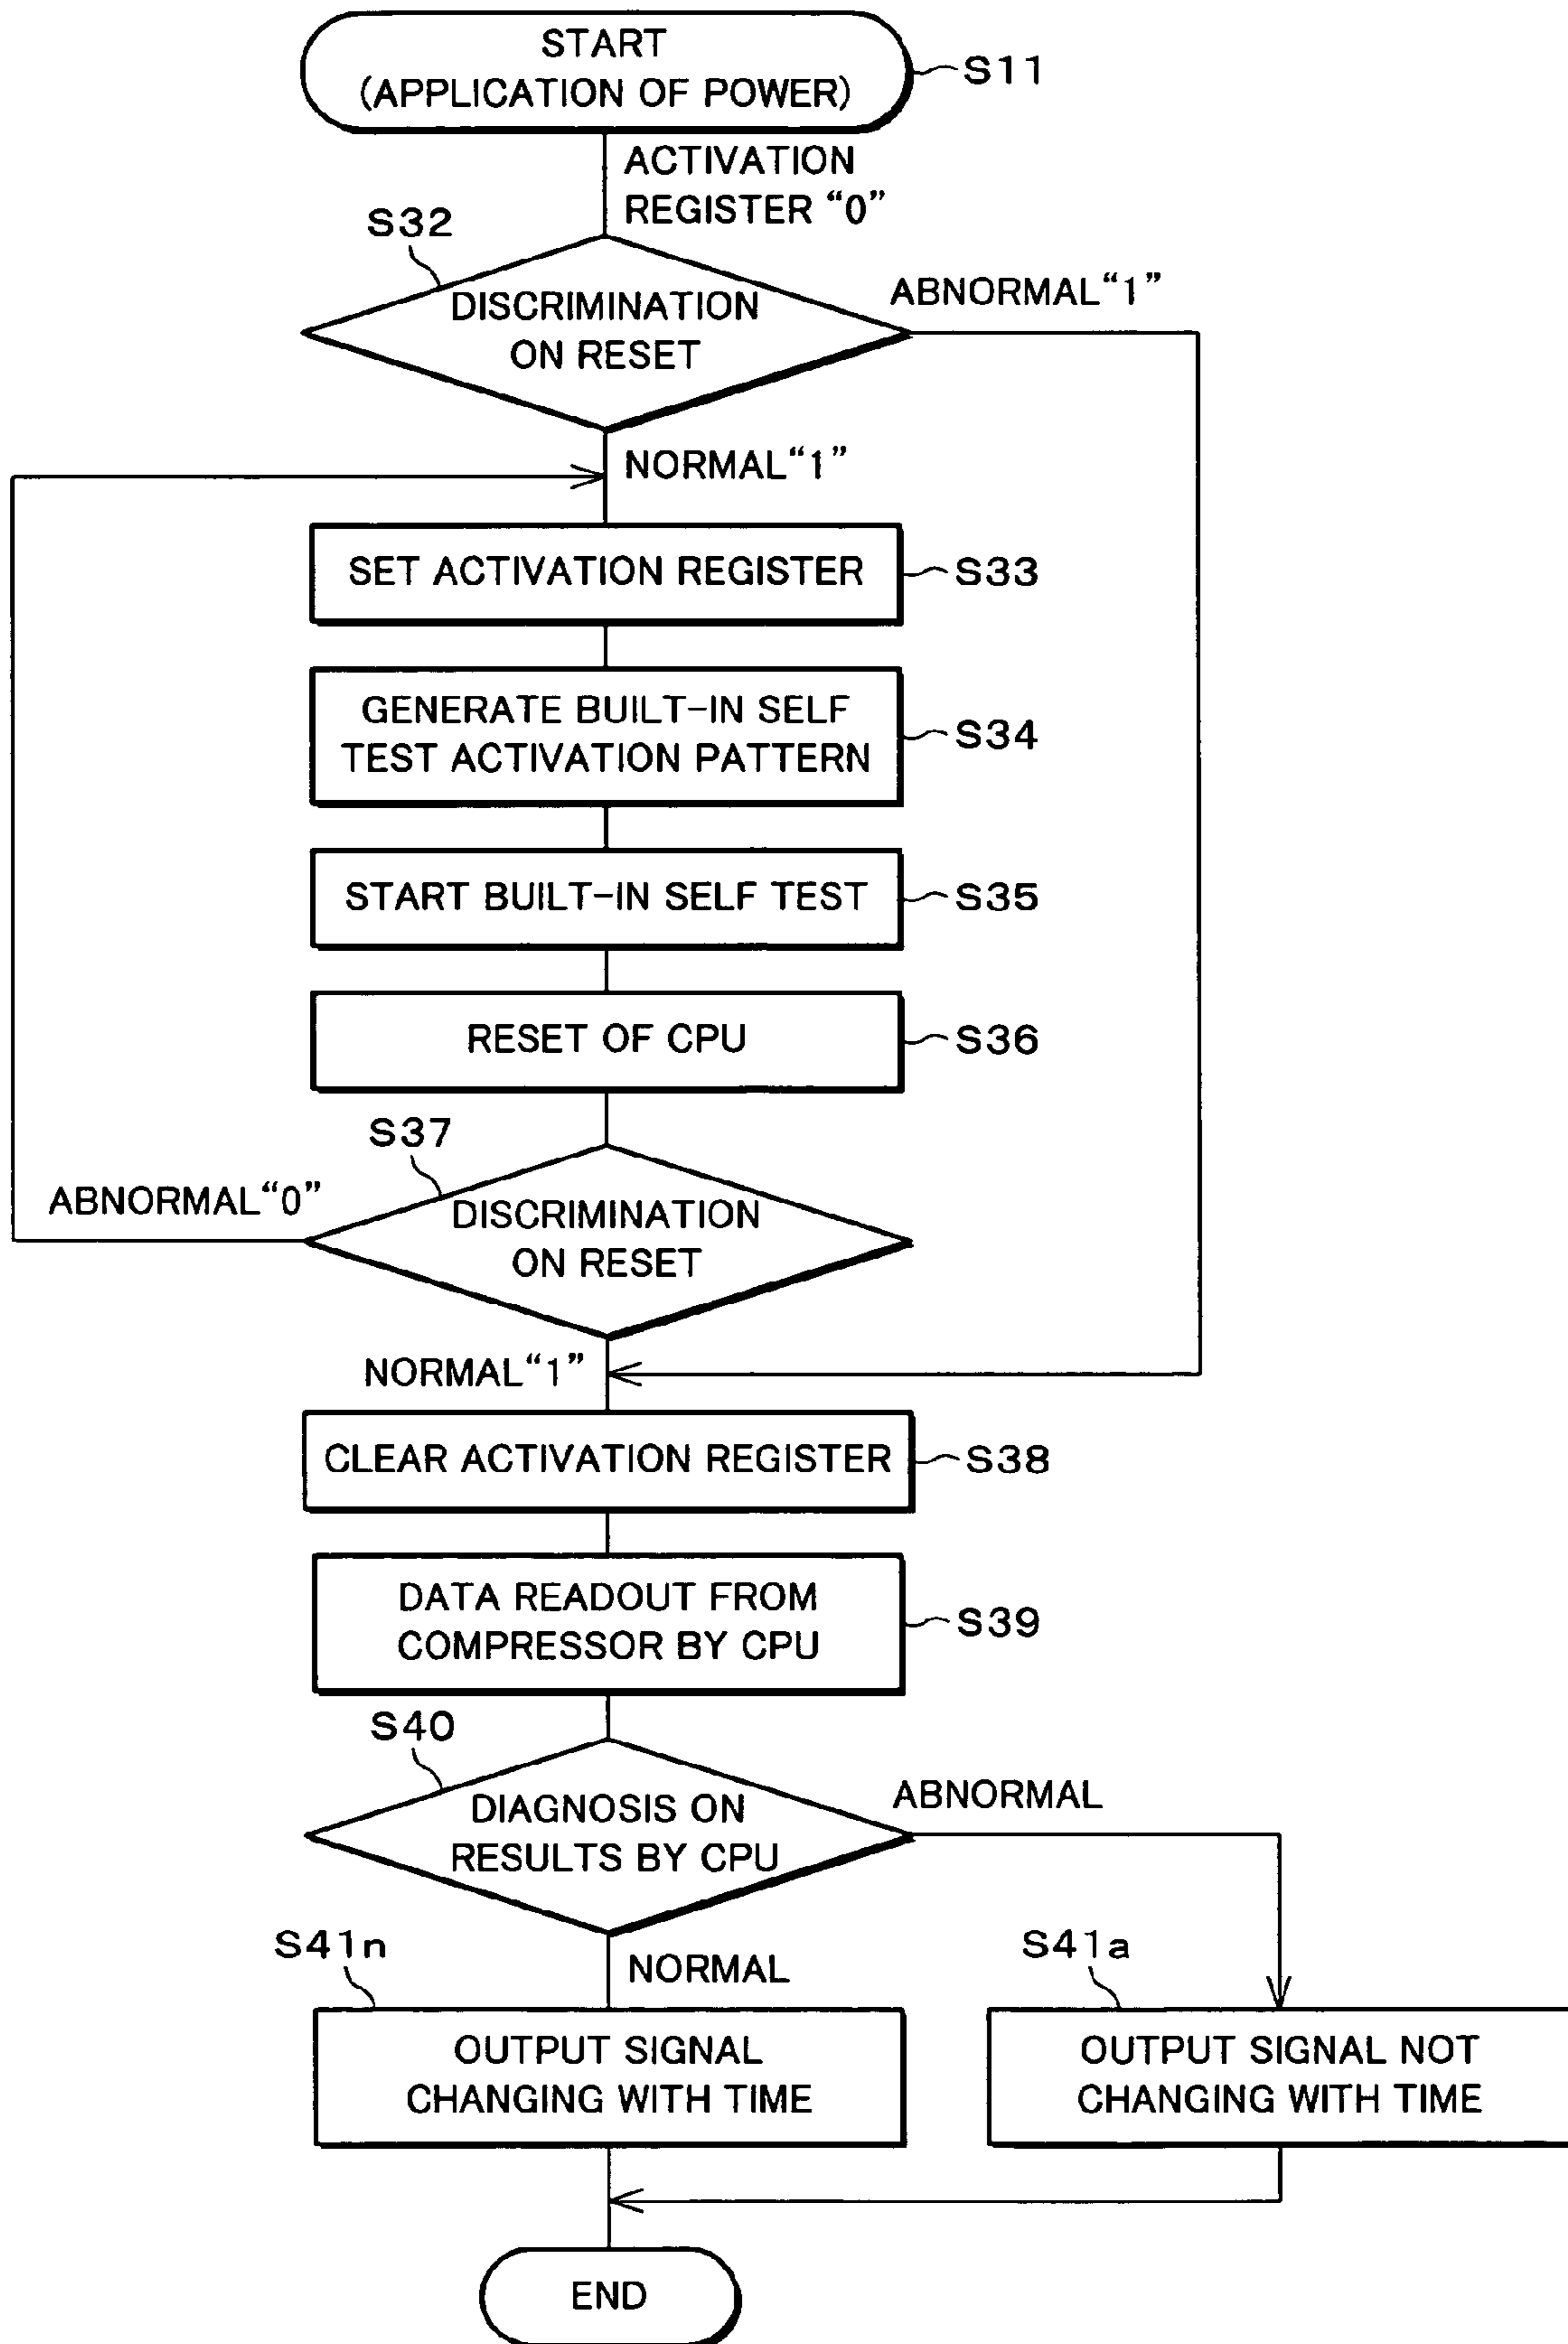 START
(APPLICATION OF POWER)
S11
ACTIVATION
REGISTER “0”
S32
DISCRIMINATION
ON RESET
ABNORMAL“1”
NORMAL“1”
SET ACTIVATION REGISTER
S33
GENERATE BUILT-IN SELF
TEST ACTIVATION PATTERN
S34
START BUILT-IN SELF TEST
S35
RESET OF CPU
S36
S37
ABNORMAL“0”
DISCRIMINATION
ON RESET
NORMAL“1”
CLEAR ACTIVATION REGISTER
S38
DATA READOUT FROM
COMPRESSOR BY CPU
S39
S40
DIAGNOSIS ON
RESULTS BY CPU
ABNORMAL
S41n
NORMAL
S41a
OUTPUT SIGNAL
CHANGING WITH TIME
OUTPUT SIGNAL NOT
CHANGING WITH TIME
END